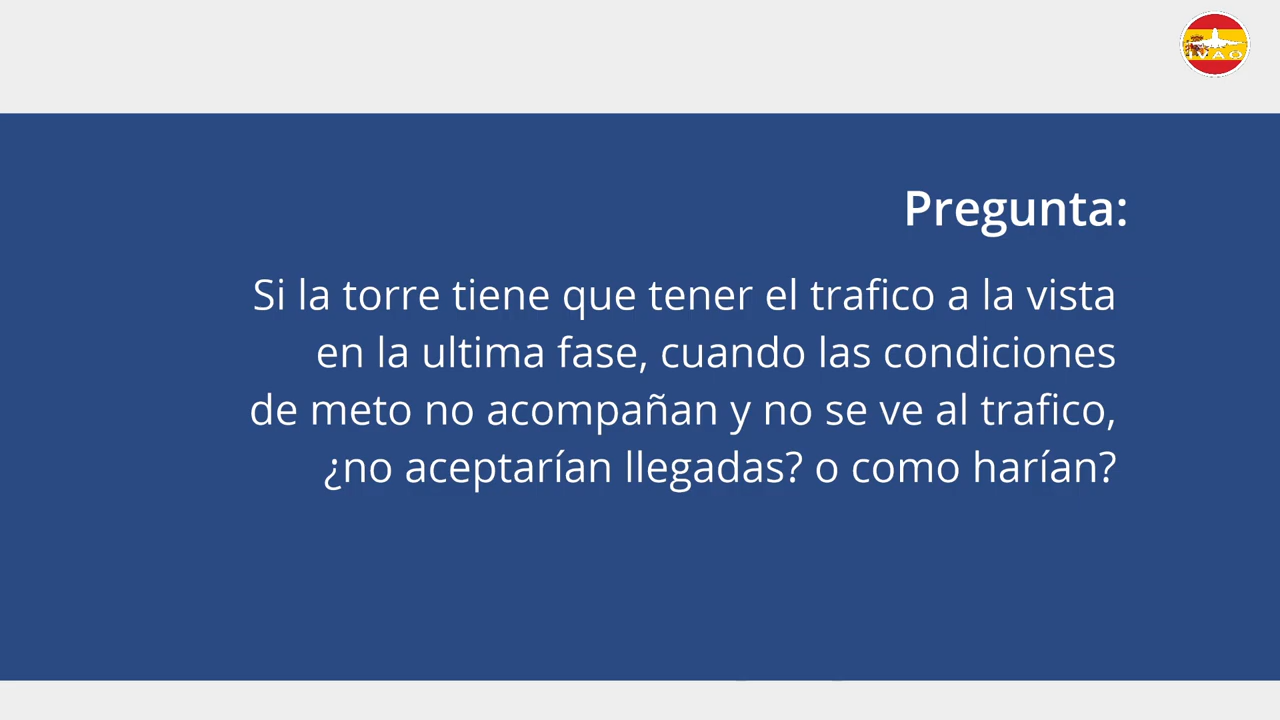 IVAO
Pregunta:
Si la torre tiene que tener el trafico a la vista
en la ultima fase, cuando las condiciones
de meto no acompañan y no se ve al trafico,
¿no aceptarían llegadas? o como harían?